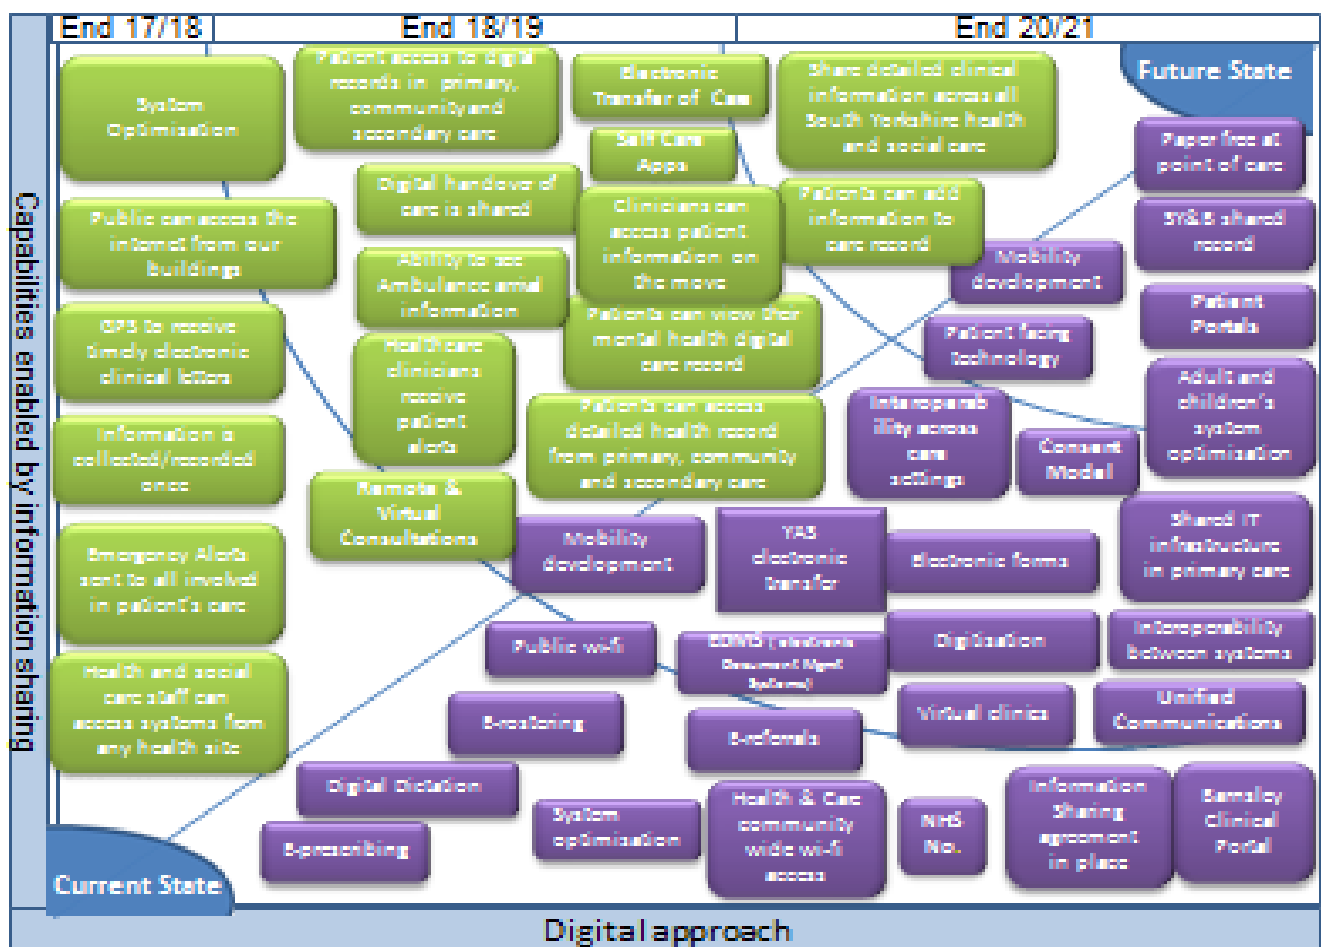 End 17/18
End 18/19
End 20/21
Capabilities enabled by information sharing
System
Optimisation
Public can access the
internet from our
buildings
GPS to receive
timely electronic
clinical letters
Information is
collected/recorded
once
Emergency Alerts
sent to all involved
in patient's care
Health and social
care staff can
access systems from
any health site
Patient access to digital
records in primary,
community and
secondary care
Digital handover of
care is shared
Ability to see
Ambulance arrival
information
Healthcare
clinicians
receive
patient
alerts
Remote &
Virtual
Consultations
Electronic
Transfer of Care
Self Care
Apps
Clinicians can
access patient
information on
the move
Patients can view their
mental health digital
care record
Patients can access
detailed health record
from primary, community
and secondary care
Share detailed clinical
information across all
South Yorkshire health
and social care
Patients can add
information to
care record
Future State
Paper free at
point of care
SY&B shared
record
Patient
Portals
Adult and
children's
system
optimisation
Mobility
development
Patient facing
technology
Interoperab
ility across
care
settings
Consent
Model
Shared IT
infrastructure
in primary care
Mobility
development
YAS
electronic
transfer
Electronic forms
Public wi-fi
EDMS (
Document Mgmt
Systems)
Digitisation
Interoperability
between systems
E-rostering
E-referrals
Virtual clinics
Unified
Communications
Digital Dictation
E-prescribing
System
optimisation
Health & Care
community
wide wi-fi
access
NHS
No.
Information
Sharing
agreement
in place
Barnsley
Clinical
Portal
Current State
Digital approach